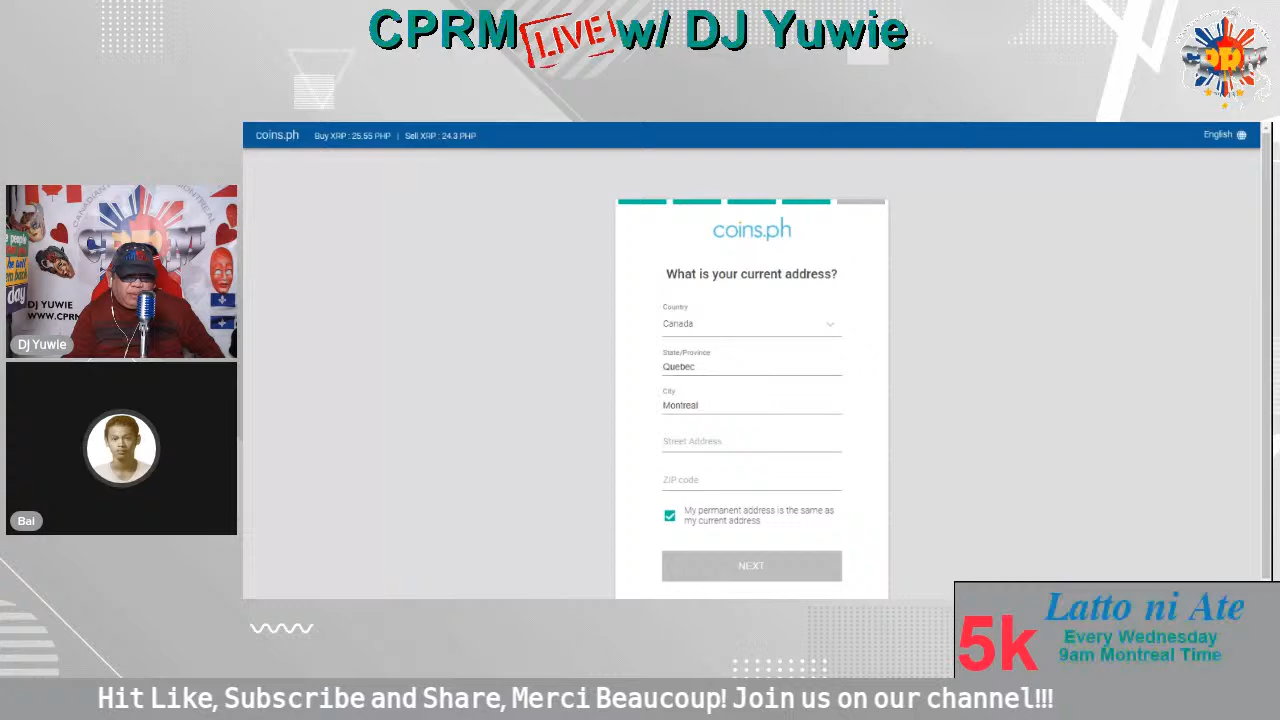 CPRM LIVE w/ DJ Yuwie
coins.ph
Buy XRP : 25.55 PHP | Sell XRP : 24.3 PHP
English
coins.ph
What is your current address?
Country
Canada
State/Province
Quebec
City
Montreal
Street Address
ZIP code
My permanent address is the same as
my current address
NEXT
DJ YUWIE
WWW.CPRM
day
DJ Yuwie
Bai
5k
Latto ni Ate
Every Wednesday
9am Montreal Time
Hit Like, Subscribe and Share, Merci Beaucoup! Join us on our channel!!!